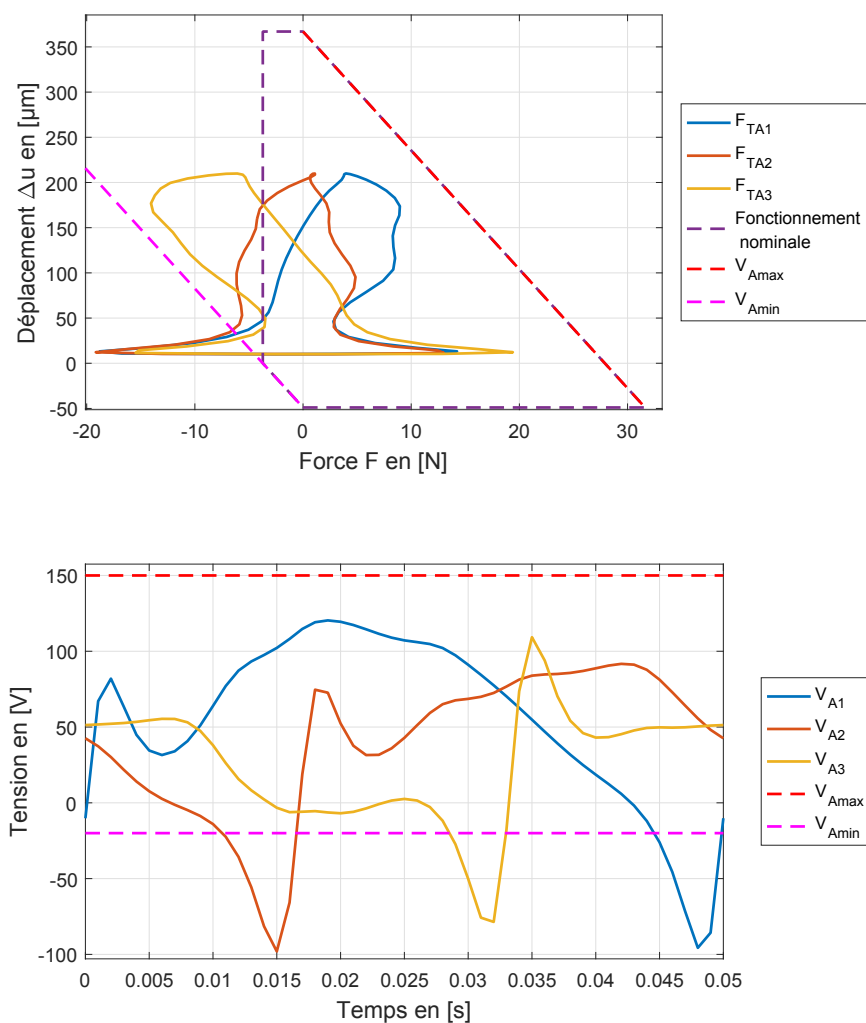 Déplacement Δu en [µm]
350
300
250
200
150
100
50
0
-50
-20
-10
0
10
20
30
Force F en [N]
F_TA1
F_TA2
F_TA3
Fonctionnement
nominale
V_Amax
V_Amin
Tension en [V]
150
100
50
0
-50
-100
0
0.005
0.01
0.015
0.02
0.025
0.03
0.035
0.04
0.045
0.05
Temps en [s]
V_A1
V_A2
V_A3
V_Amax
V_Amin